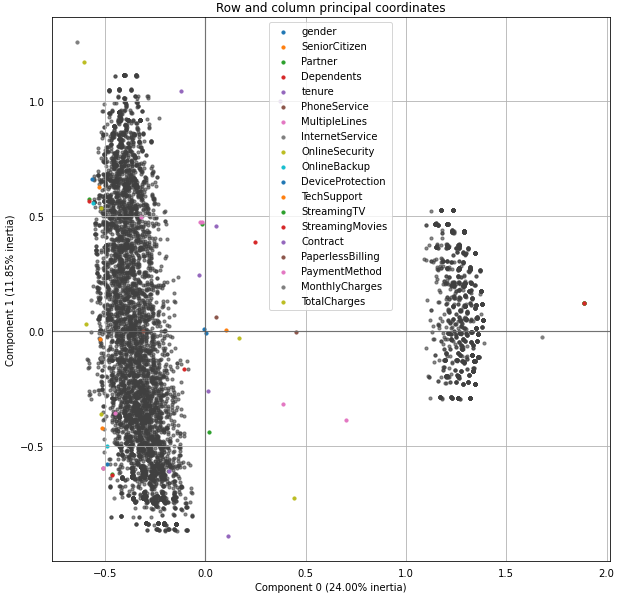 Row and column principal coordinates
gender
SeniorCitizen
Partner
Dependents
tenure
PhoneService
MultipleLines
InternetService
OnlineSecurity
OnlineBackup
DeviceProtection
TechSupport
StreamingTV
StreamingMovies
Contract
PaperlessBilling
PaymentMethod
MonthlyCharges
TotalCharges
Component 1 (11.85% inertia)
1.0
0.5
0.0
−0.5
−0.5
0.0
0.5
1.0
1.5
2.0
Component 0 (24.00% inertia)